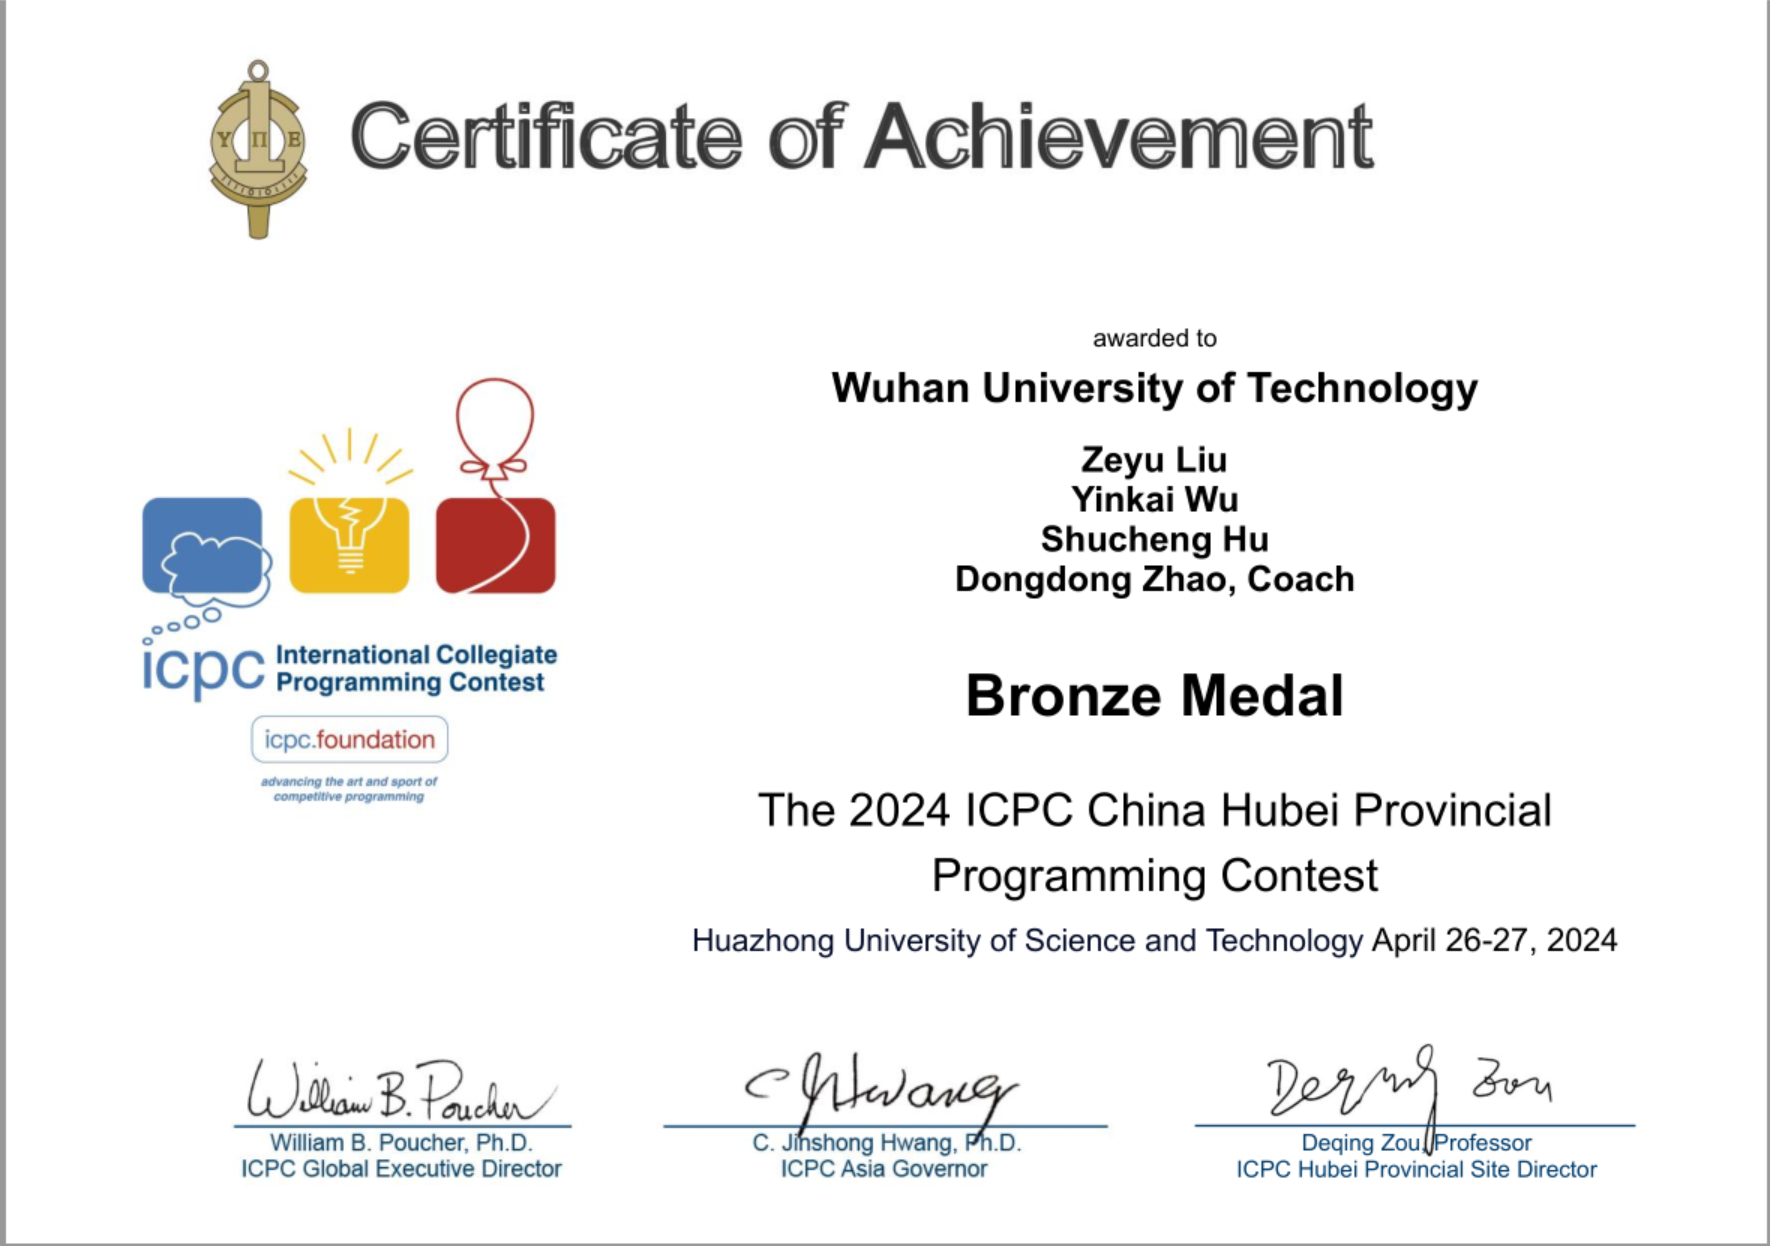 Certificate of Achievement
Υ Π Ε
awarded to
Wuhan University of Technology
Zeyu Liu
Yinkai Wu
Shucheng Hu
Dongdong Zhao, Coach
Bronze Medal
The 2024 ICPC China Hubei Provincial
Programming Contest
Huazhong University of Science and Technology April 26-27, 2024
icpc International Collegiate
Programming Contest
icpc.foundation
advancing the art and sport of
competitive programming
William B. Poucher
William B. Poucher, Ph.D.
ICPC Global Executive Director
C J Hwang
C. Jinshong Hwang, Ph.D.
ICPC Asia Governor
Deqing Zou
Deqing Zou, Professor
ICPC Hubei Provincial Site Director